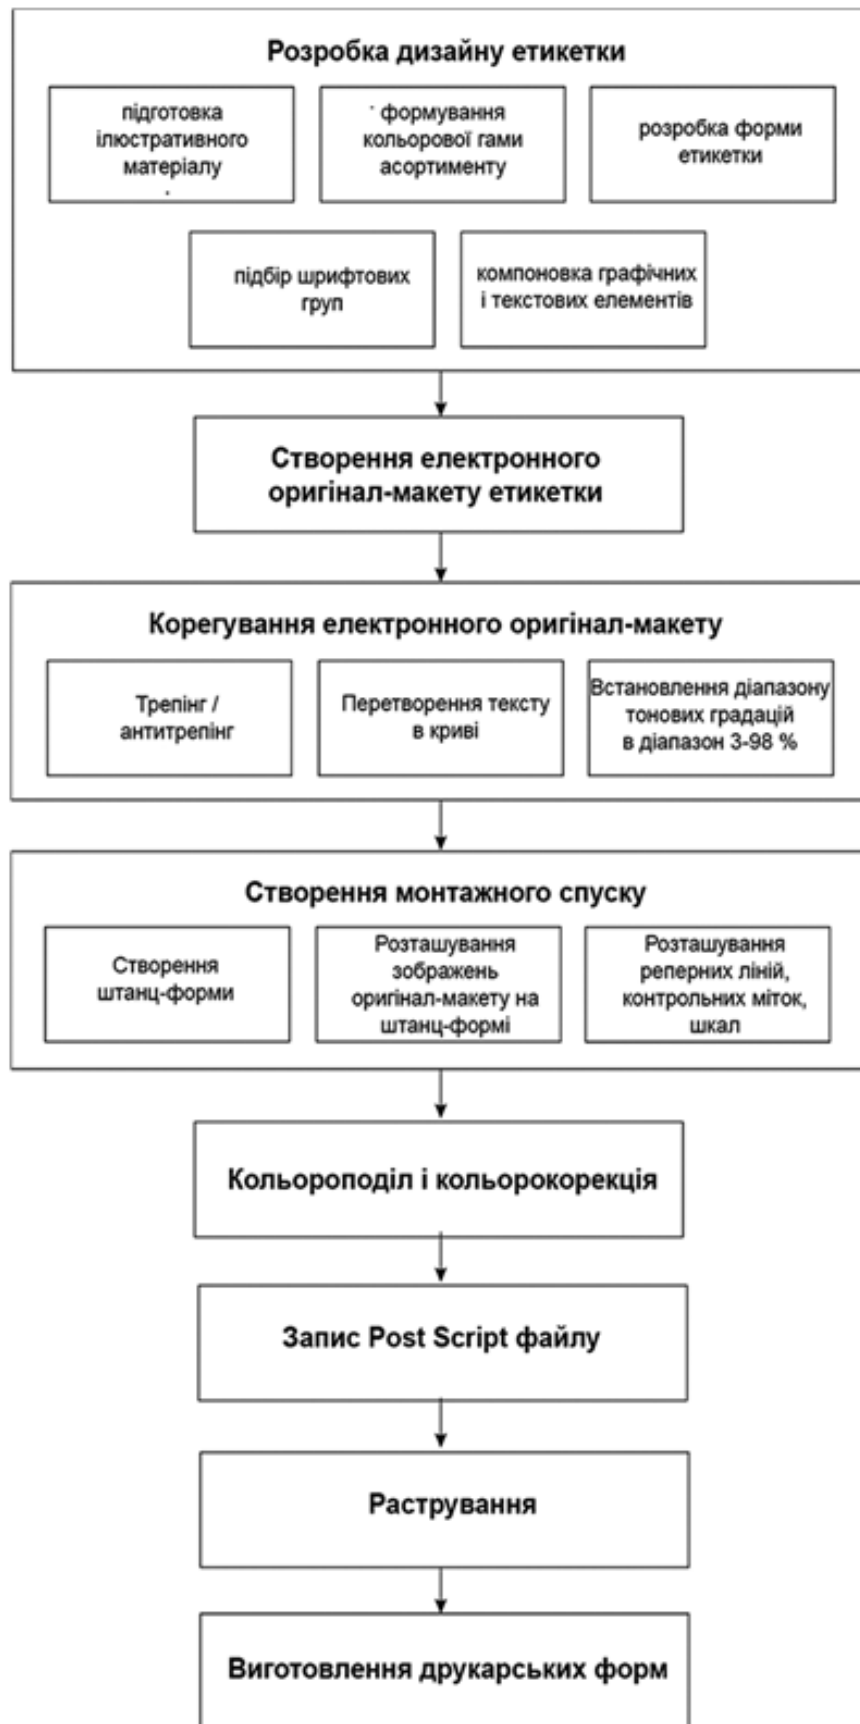 Розробка дизайну етикетки
підготовка
ілюстративного
матеріалу
формування
кольорової гами
асортименту
розробка форми
етикетки
підбір шрифтових
груп
компоновка графічних
і текстових елементів
Створення електронного
оригінал-макету етикетки
Корегування електронного оригінал-макету
Трепінг /
антитрепінг
Перетворення тексту
в криві
Встановлення діапазону
тонових градацій
в діапазон 3-98 %
Створення монтажного спуску
Створення
штанц-форми
Розташування
зображень
оригінал-макету на
штанц-формі
Розташування
реперних ліній,
контрольних міток,
шкал
Кольороподіл і кольорокорекція
Запис Post Script файлу
Растрування
Виготовлення друкарських форм